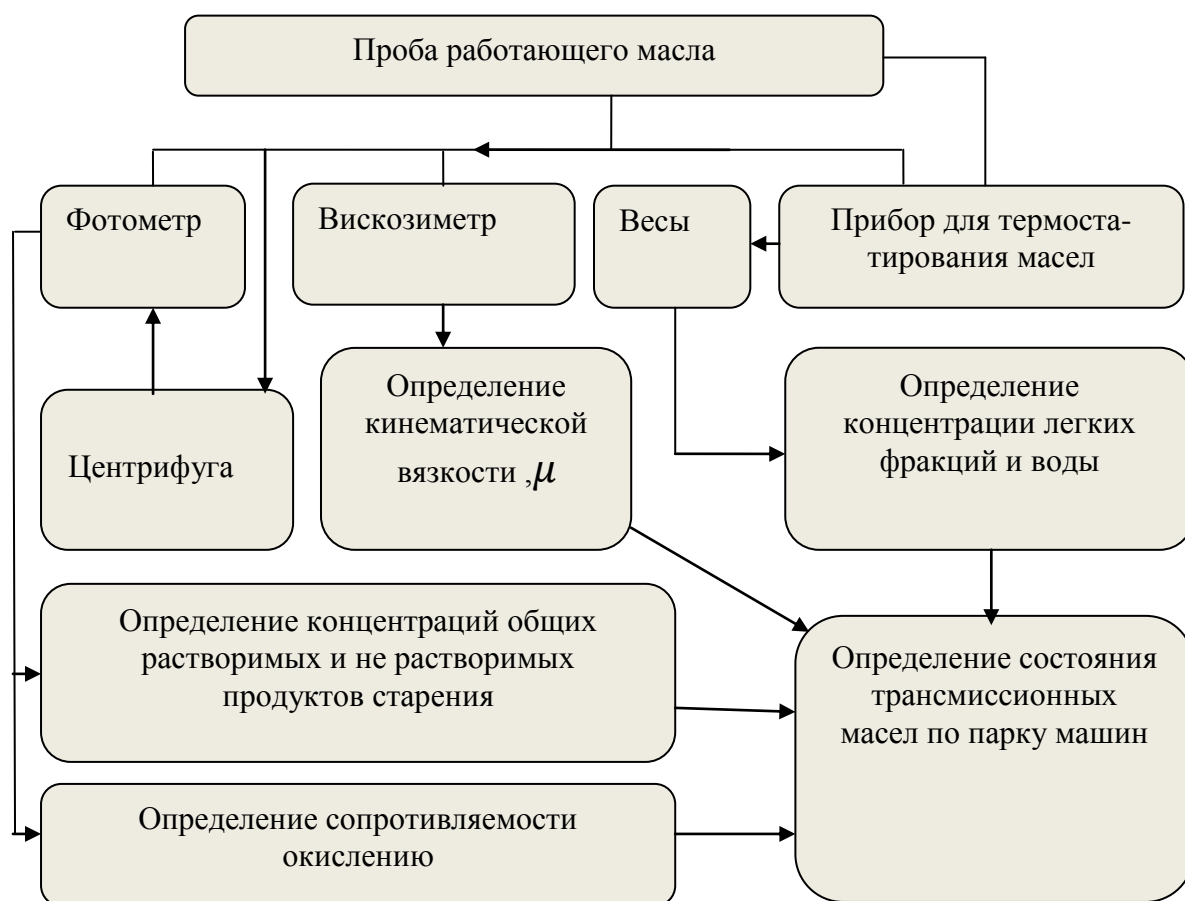 Проба работающего масла
Фотометр
Вискозиметр
Весы
Прибор для термоста-
тирования масел
Центрифуга
Определение
кинематической
вязкости ,μ
Определение
концентрации легких
фракций и воды
Определение концентраций общих
растворимых и не растворимых
продуктов старения
Определение состояния
трансмиссионных
масел по парку машин
Определение сопротивляемости
окислению